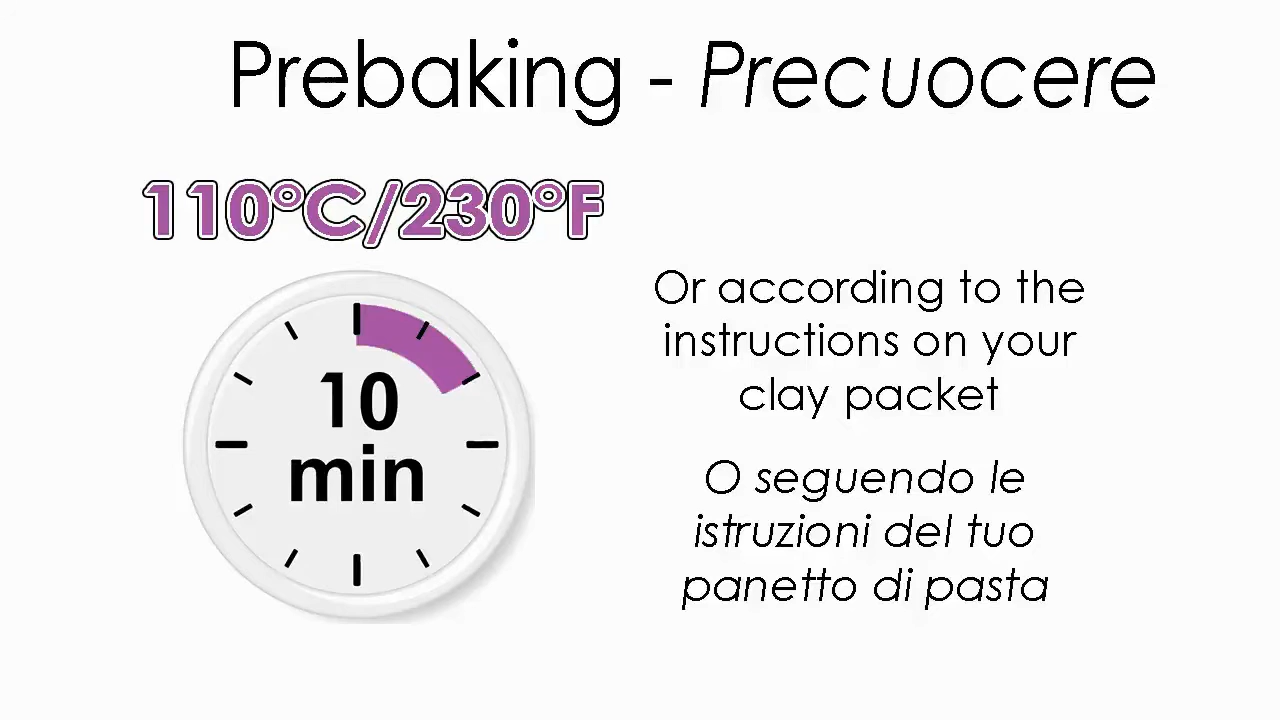 Prebaking - Precuocere
110°C/230°F
10
min
Or according to the
instructions on your
clay packet
O seguendo le
istruzioni del tuo
panetto di pasta